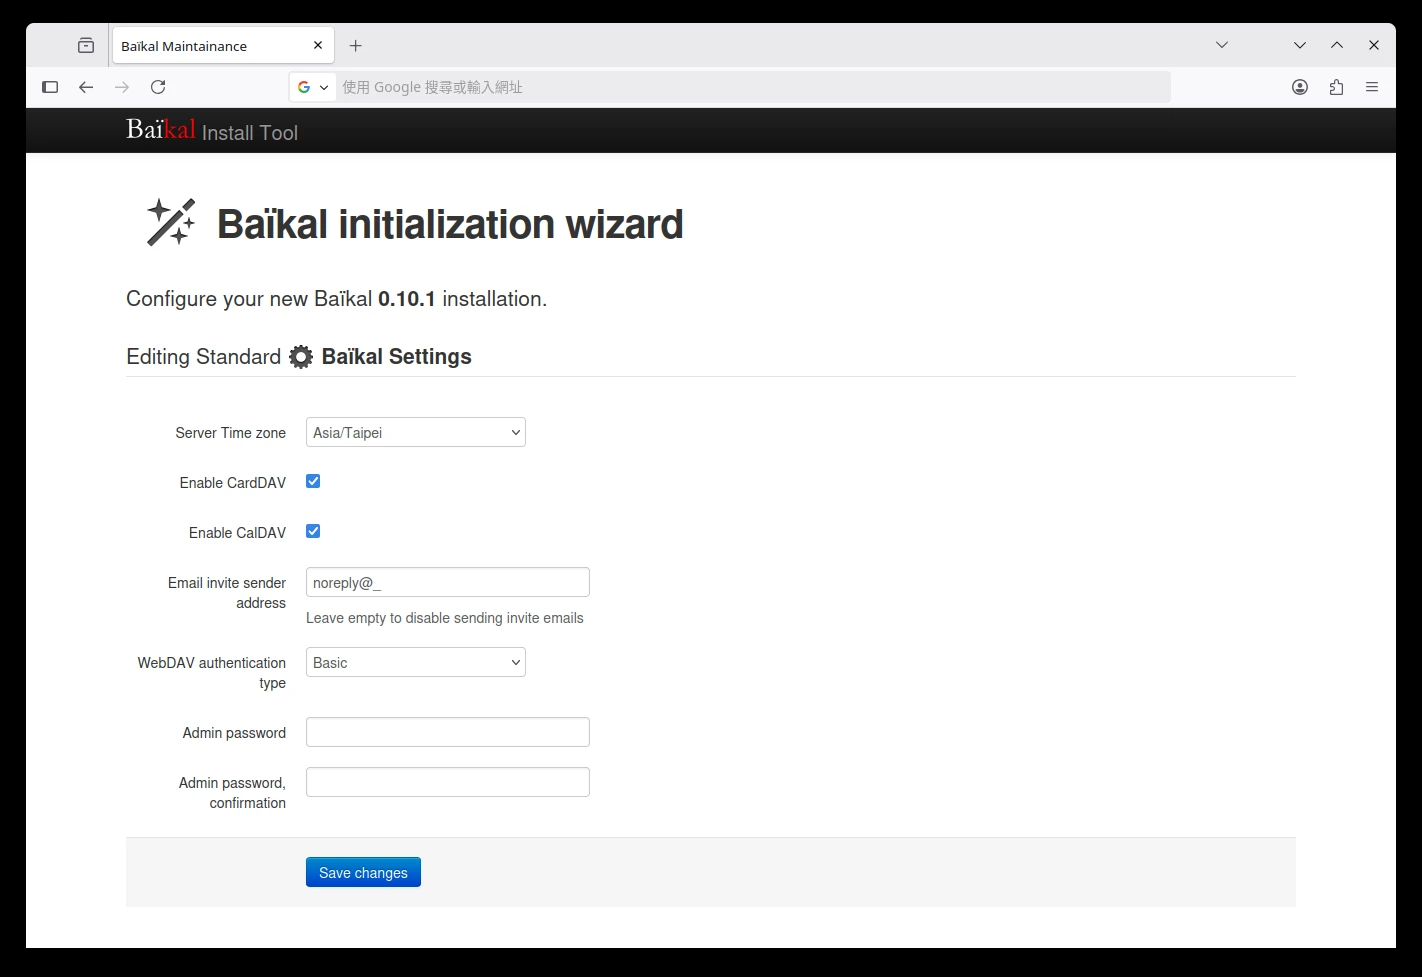 Baïkal Maintainance
使用 Google 搜尋或輸入網址
Baïkal Install Tool
Baïkal initialization wizard
Configure your new Baïkal 0.10.1 installation.
Editing Standard Baïkal Settings
Server Time zone Asia/Taipei
Enable CardDAV
Enable CalDAV
Email invite sender address noreply@_
Leave empty to disable sending invite emails
WebDAV authentication type Basic
Admin password
Admin password, confirmation
Save changes